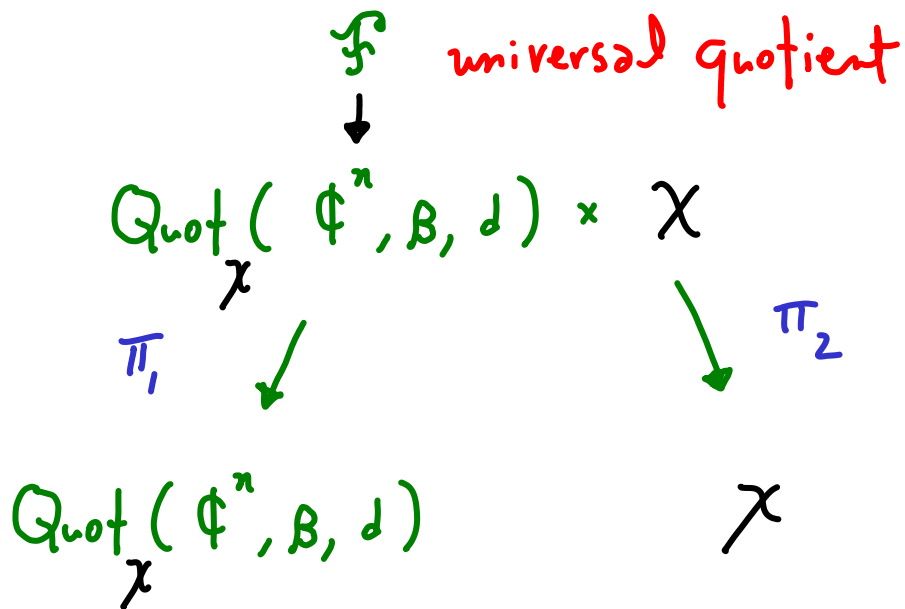 𝓕 universal quotient
Quot_X ( ℂ^n , β , d ) × X
π_1 π_2
Quot_X ( ℂ^n , β , d ) X